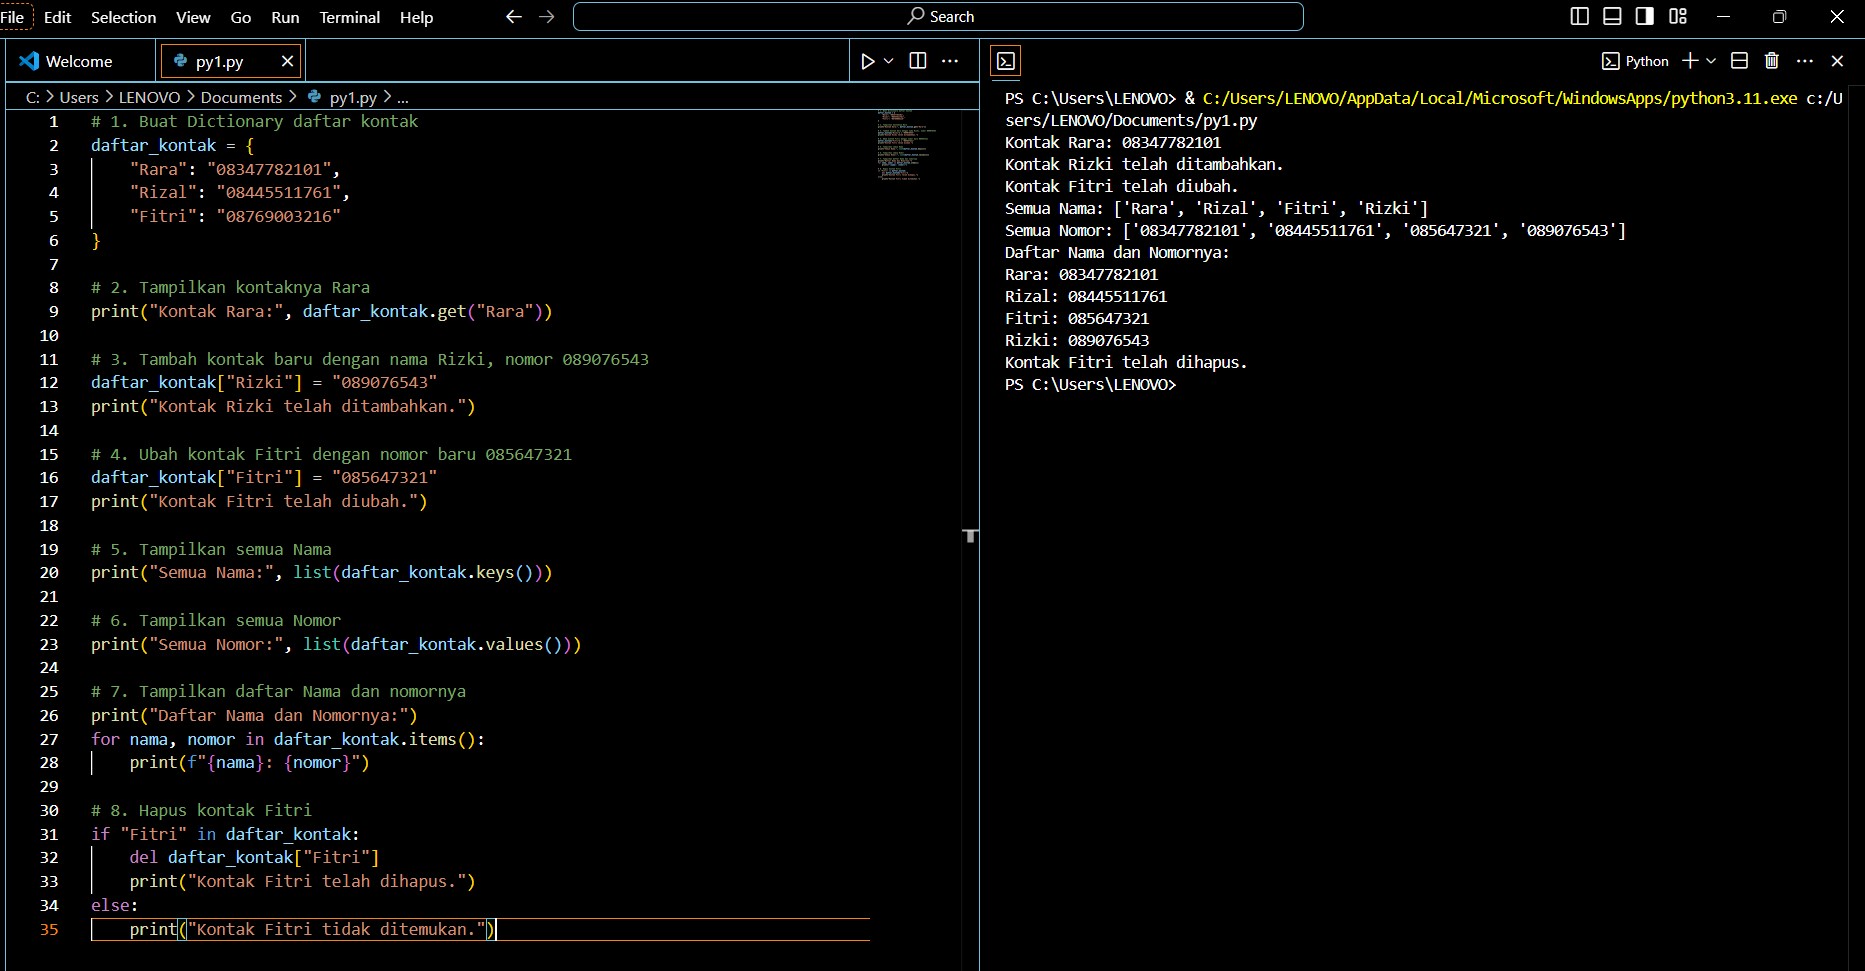 File Edit Selection View Go Run Terminal Help
Search
Welcome
py1.py
Python
C: > Users > LENOVO > Documents > py1.py > ...
1 # 1. Buat Dictionary daftar kontak
2 daftar_kontak = {
3 "Rara": "08347782101",
4 "Rizal": "08445511761",
5 "Fitri": "08769003216"
6 }
7
8 # 2. Tampilkan kontaknya Rara
9 print("Kontak Rara:", daftar_kontak.get("Rara"))
10
11 # 3. Tambah kontak baru dengan nama Rizki, nomor 089076543
12 daftar_kontak["Rizki"] = "089076543"
13 print("Kontak Rizki telah ditambahkan.")
14
15 # 4. Ubah kontak Fitri dengan nomor baru 085647321
16 daftar_kontak["Fitri"] = "085647321"
17 print("Kontak Fitri telah diubah.")
18
19 # 5. Tampilkan semua Nama
20 print("Semua Nama:", list(daftar_kontak.keys()))
21
22 # 6. Tampilkan semua Nomor
23 print("Semua Nomor:", list(daftar_kontak.values()))
24
25 # 7. Tampilkan daftar Nama dan nomornya
26 print("Daftar Nama dan Nomornya:")
27 for nama, nomor in daftar_kontak.items():
28 print(f"{nama}: {nomor}")
29
30 # 8. Hapus kontak Fitri
31 if "Fitri" in daftar_kontak:
32 del daftar_kontak["Fitri"]
33 print("Kontak Fitri telah dihapus.")
34 else:
35 print("Kontak Fitri tidak ditemukan.")
PS C:\Users\LENOVO> & C:/Users/LENOVO/AppData/Local/Microsoft/WindowsApps/python3.11.exe c:/U
sers/LENOVO/Documents/py1.py
Kontak Rara: 08347782101
Kontak Rizki telah ditambahkan.
Kontak Fitri telah diubah.
Semua Nama: ['Rara', 'Rizal', 'Fitri', 'Rizki']
Semua Nomor: ['08347782101', '08445511761', '085647321', '089076543']
Daftar Nama dan Nomornya:
Rara: 08347782101
Rizal: 08445511761
Fitri: 085647321
Rizki: 089076543
Kontak Fitri telah dihapus.
PS C:\Users\LENOVO>